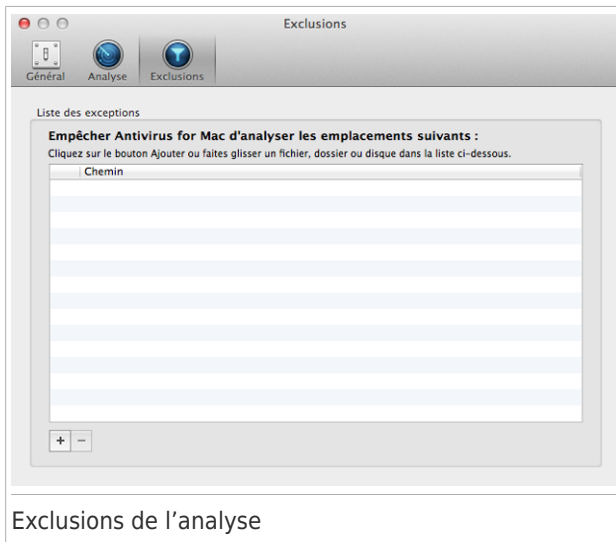 Exclusions
Général Analyse Exclusions
Liste des exceptions
Empêcher Antivirus for Mac d'analyser les emplacements suivants :
Cliquez sur le bouton Ajouter ou faites glisser un fichier, dossier ou disque dans la liste ci-dessous.
Chemin
Exclusions de l’analyse